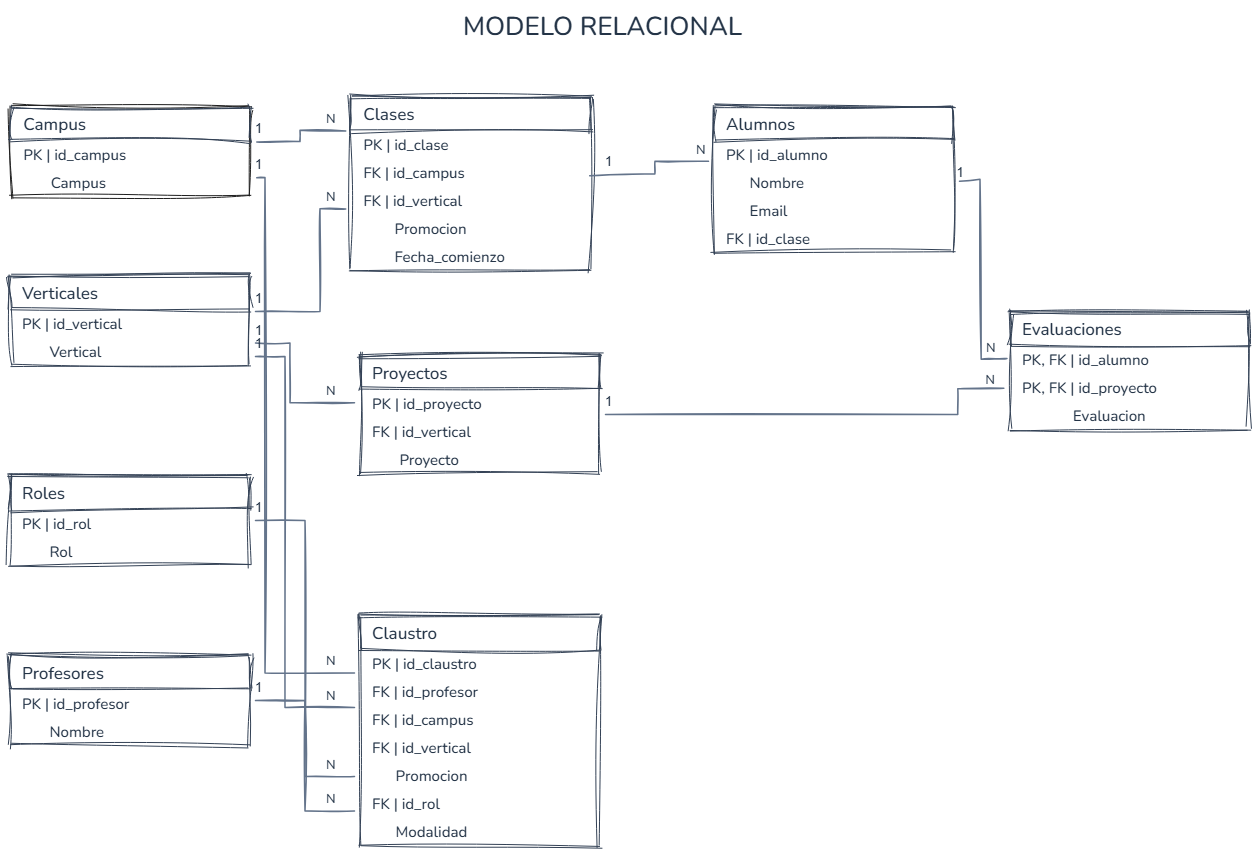 MODELO RELACIONAL
Campus
PK | id_campus
Campus
1
1
N
N
Clases
PK | id_clase
FK | id_campus
FK | id_vertical
Promocion
Fecha_comienzo
1
N
Alumnos
PK | id_alumno
Nombre
Email
FK | id_clase
1
Verticales
PK | id_vertical
Vertical
1
1
1
N
Proyectos
PK | id_proyecto
FK | id_vertical
Proyecto
1
N
N
Evaluaciones
PK, FK | id_alumno
PK, FK | id_proyecto
Evaluacion
Roles
PK | id_rol
Rol
1
Profesores
PK | id_profesor
Nombre
1
N
N
N
N
Claustro
PK | id_claustro
FK | id_profesor
FK | id_campus
FK | id_vertical
Promocion
FK | id_rol
Modalidad